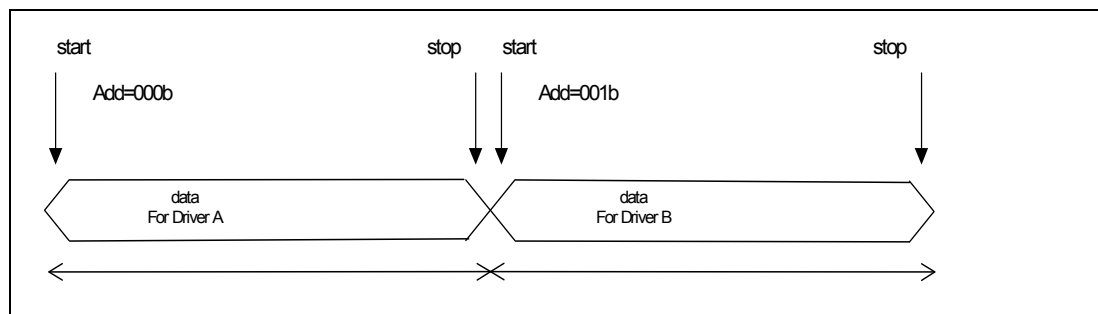 start stop start stop
Add=000b Add=001b
data data
For Driver A For Driver B